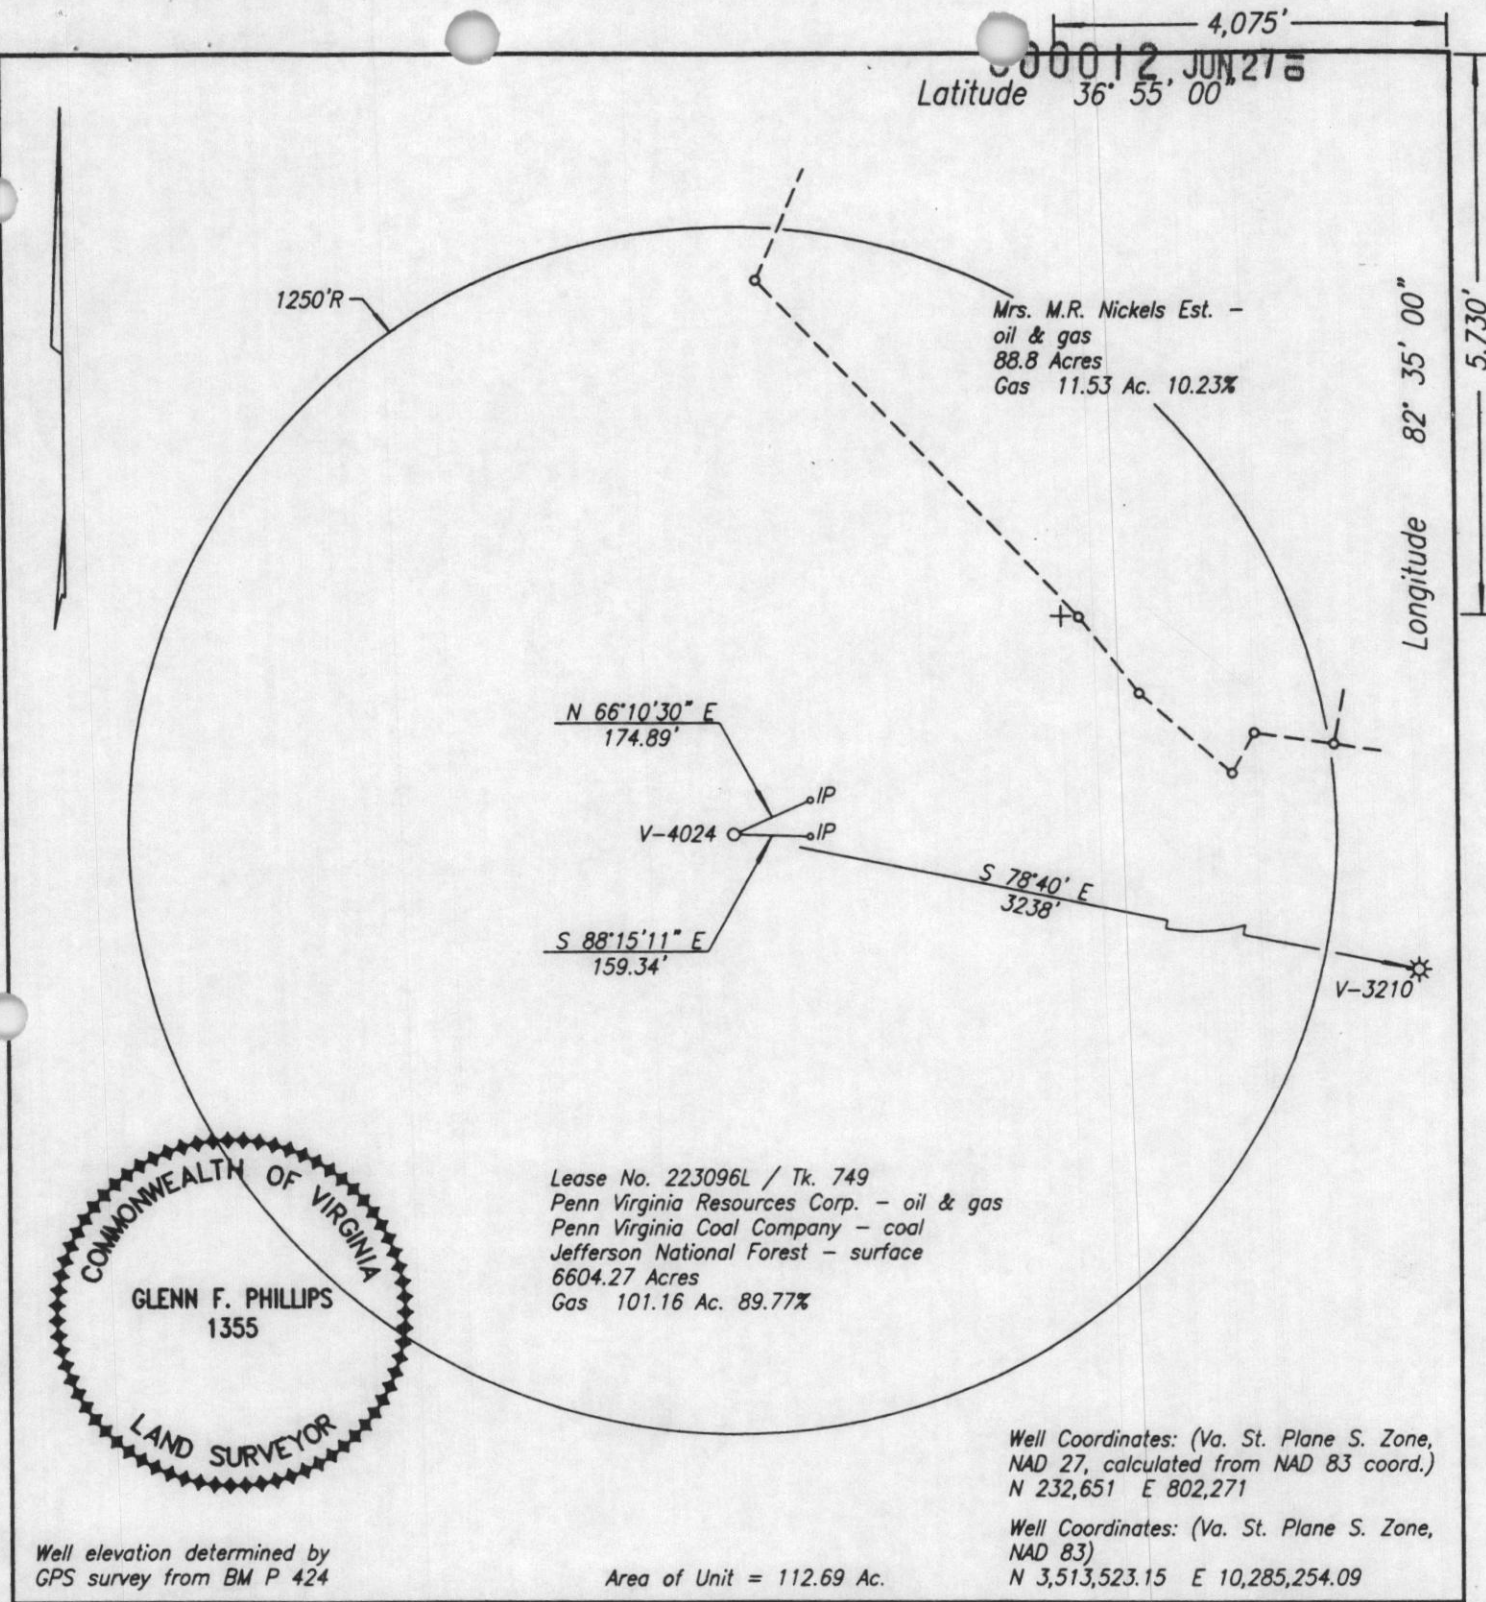 4,075'
000012 JUN 27
Latitude 36° 55' 00"
1250'R
Mrs. M.R. Nickels Est. -
oil & gas
88.8 Acres
Gas 11.53 Ac. 10.23%
Longitude 82° 35' 00"
5,730'
N 66°10'30" E
174.89'
IP
V-4024
IP
S 78°40' E
3238'
S 88°15'11" E
159.34'
V-3210
COMMONWEALTH OF VIRGINIA
GLENN F. PHILLIPS
1355
LAND SURVEYOR
Lease No. 223096L / Tk. 749
Penn Virginia Resources Corp. - oil & gas
Penn Virginia Coal Company - coal
Jefferson National Forest - surface
6604.27 Acres
Gas 101.16 Ac. 89.77%
Well Coordinates: (Va. St. Plane S. Zone,
NAD 27, calculated from NAD 83 coord.)
N 232,651 E 802,271
Well Coordinates: (Va. St. Plane S. Zone,
NAD 83)
N 3,513,523.15 E 10,285,254.09
Well elevation determined by
GPS survey from BM P 424
Area of Unit = 112.69 Ac.